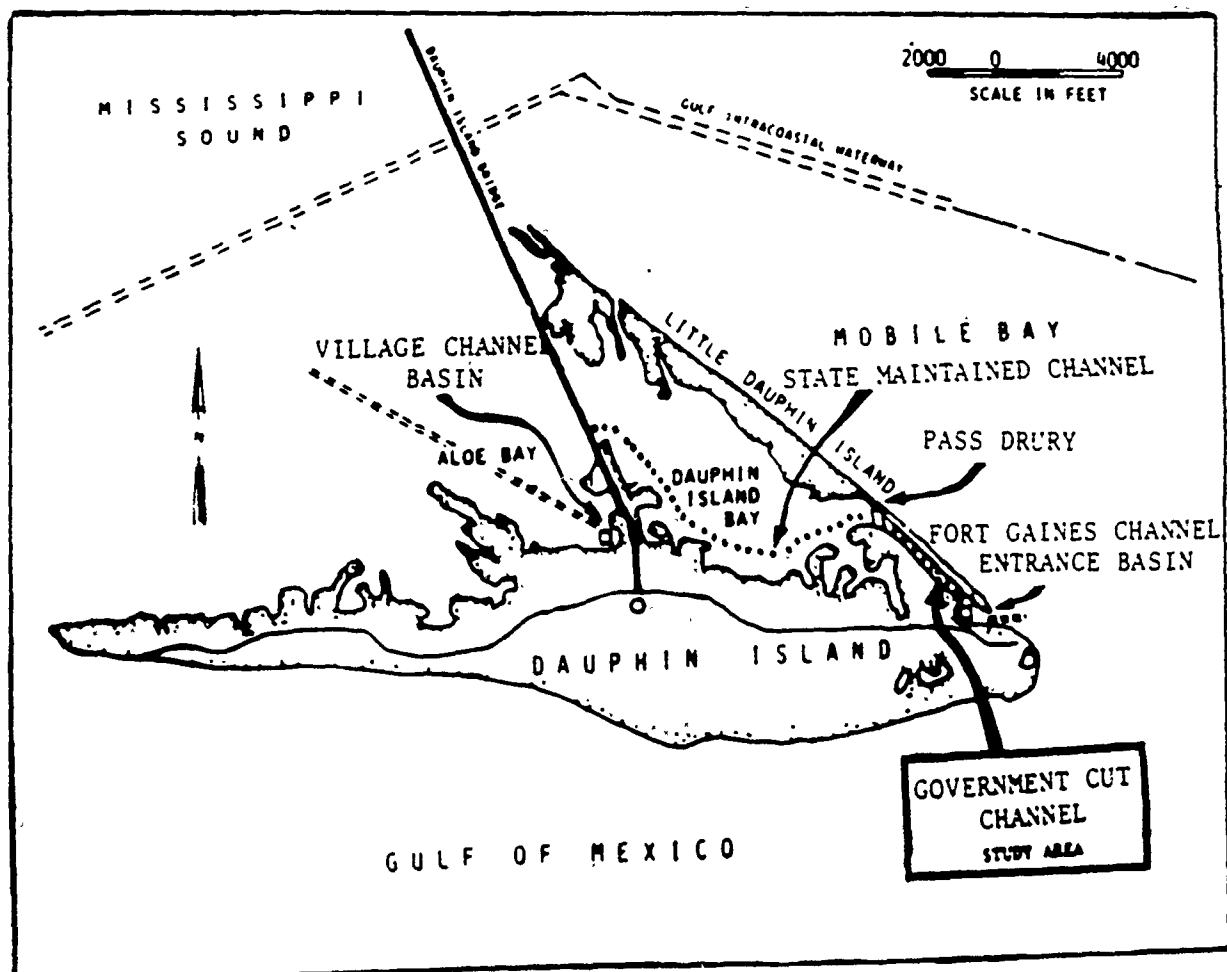 2000 0 4000
SCALE IN FEET
MISSISSIPPI
SOUND
DAUPHIN ISLAND BRIDGE
GULF INTRACOASTAL WATERWAY
N
VILLAGE CHANNEL
BASIN
LITTLE DAUPHIN ISLAND
MOBILE BAY
STATE MAINTAINED CHANNEL
ALOE BAY
DAUPHIN
ISLAND
BAY
PASS DRURY
FORT GAINES CHANNEL
ENTRANCE BASIN
DAUPHIN ISLAND
GOVERNMENT CUT
CHANNEL
STUDY AREA
GULF OF MEXICO